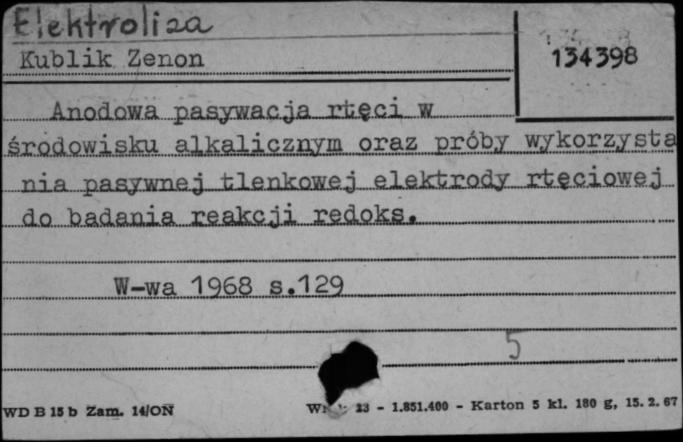 Elektroliza
Kublik Zenon
134398
Anodowa pasywacja rtęci w
środowisku alkalicznym oraz próby wykorzysta
nia pasywnej tlenkowej elektrody rtęciowej
do badania reakcji redoks.
W-wa 1968 s.129
5
WD B 15 b Zam. 14/ON
23 - 1.851.400 - Karton 5 kl. 180 g, 15. 2. 67